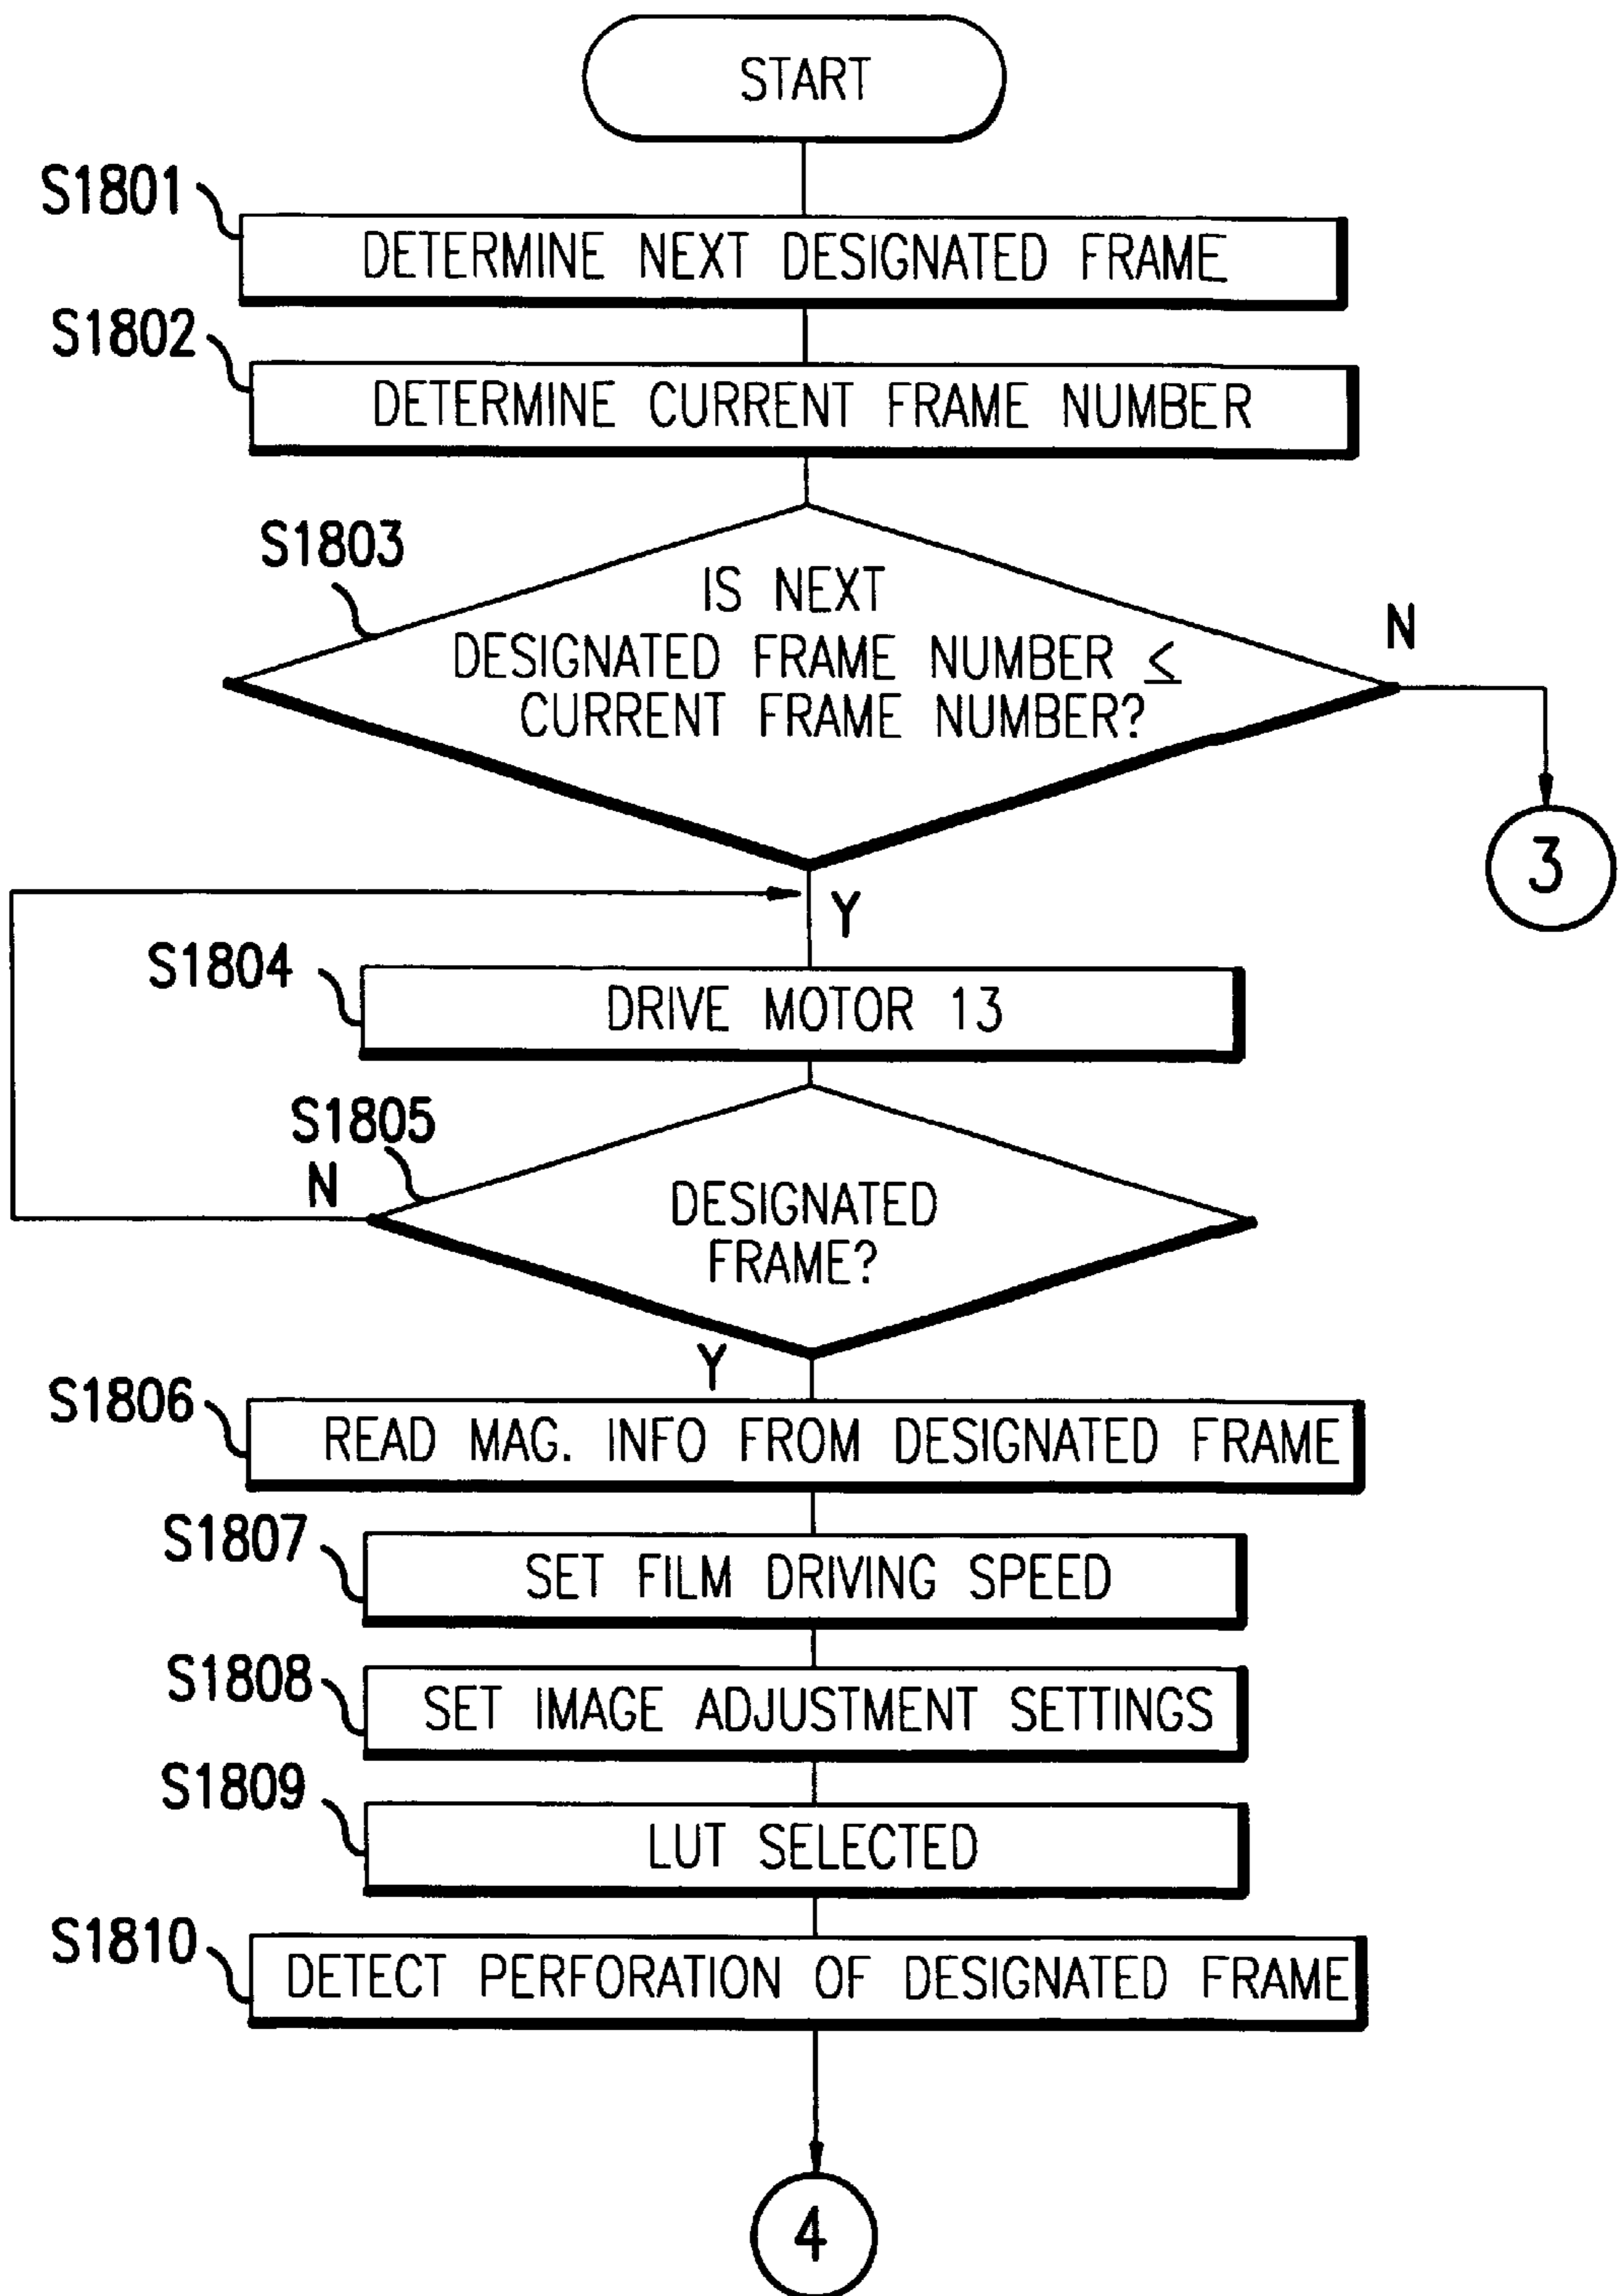 START
S1801
DETERMINE NEXT DESIGNATED FRAME
S1802
DETERMINE CURRENT FRAME NUMBER
S1803
IS NEXT
DESIGNATED FRAME NUMBER ≤
CURRENT FRAME NUMBER?
N
3
Y
S1804
DRIVE MOTOR 13
S1805
N
DESIGNATED
FRAME?
Y
S1806
READ MAG. INFO FROM DESIGNATED FRAME
S1807
SET FILM DRIVING SPEED
S1808
SET IMAGE ADJUSTMENT SETTINGS
S1809
LUT SELECTED
S1810
DETECT PERFORATION OF DESIGNATED FRAME
4